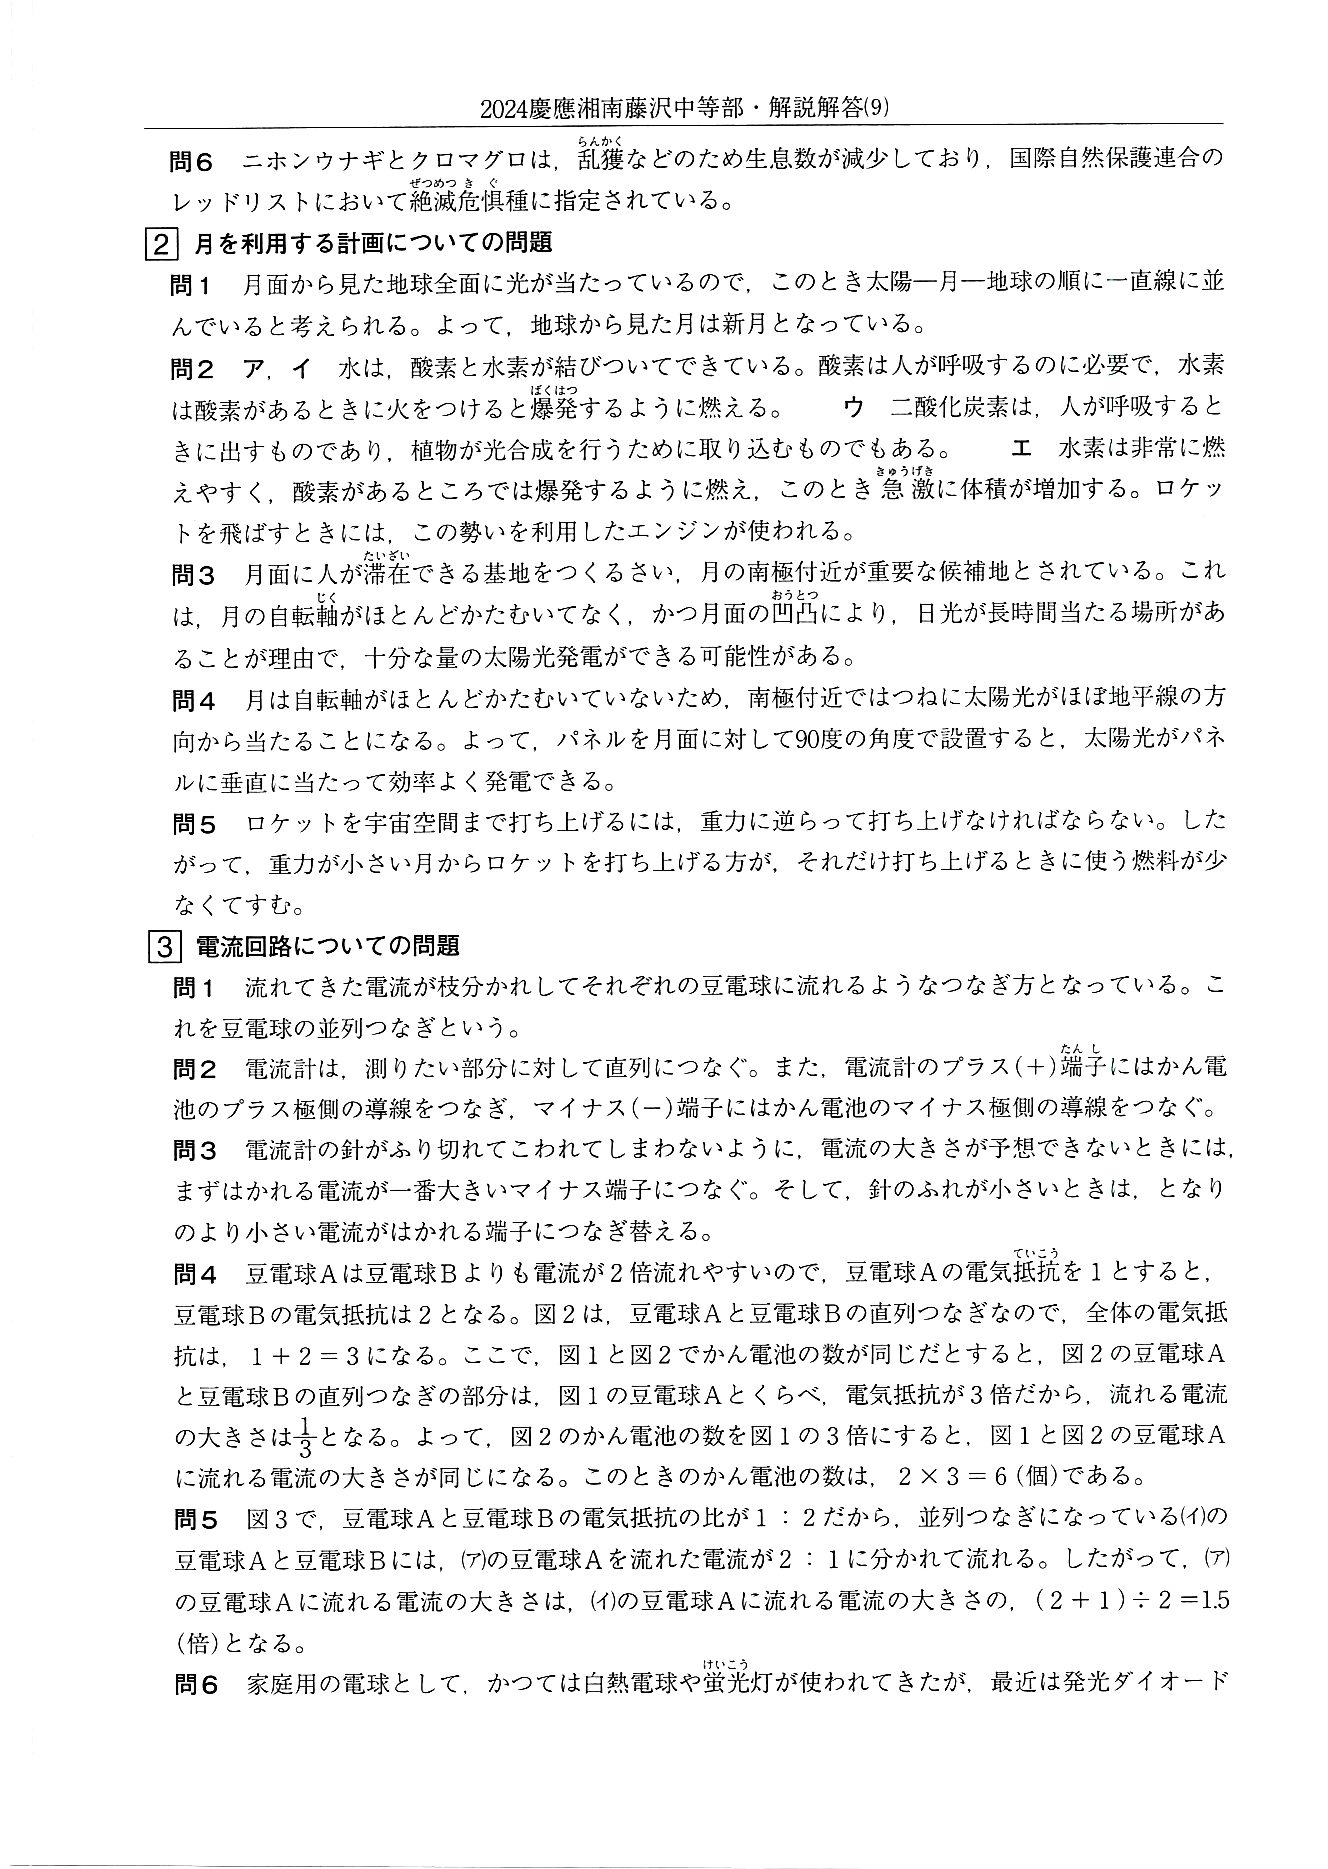 2024慶應湘南藤沢中等部・解説解答(9)
問6　ニホンウナギとクロマグロは，乱獲などのため生息数が減少しており，国際自然保護連合の
レッドリストにおいて絶滅危惧種に指定されている。
2 月を利用する計画についての問題
問1　月面から見た地球全面に光が当たっているので，このとき太陽―月―地球の順に一直線に並
んでいると考えられる。よって，地球から見た月は新月となっている。
問2　ア，イ　水は，酸素と水素が結びついてできている。酸素は人が呼吸するのに必要で，水素
は酸素があるときに火をつけると爆発するように燃える。　ウ　二酸化炭素は，人が呼吸すると
きに出すものであり，植物が光合成を行うために取り込むものでもある。　エ　水素は非常に燃
えやすく，酸素があるところでは爆発するように燃え，このとき急激に体積が増加する。ロケッ
トを飛ばすときには，この勢いを利用したエンジンが使われる。
問3　月面に人が滞在できる基地をつくるさい，月の南極付近が重要な候補地とされている。これ
は，月の自転軸がほとんどかたむいてなく，かつ月面の凹凸により，日光が長時間当たる場所があ
ることが理由で，十分な量の太陽光発電ができる可能性がある。
問4　月は自転軸がほとんどかたむいていないため，南極付近ではつねに太陽光がほぼ地平線の方
向から当たることになる。よって，パネルを月面に対して90度の角度で設置すると，太陽光がパネ
ルに垂直に当たって効率よく発電できる。
問5　ロケットを宇宙空間まで打ち上げるには，重力に逆らって打ち上げなければならない。した
がって，重力が小さい月からロケットを打ち上げる方が，それだけ打ち上げるときに使う燃料が少
なくてすむ。
3 電流回路についての問題
問1　流れてきた電流が枝分かれしてそれぞれの豆電球に流れるようなつなぎ方となっている。こ
れを豆電球の並列つなぎという。
問2　電流計は，測りたい部分に対して直列につなぐ。また，電流計のプラス(＋)端子にはかん電
池のプラス極側の導線をつなぎ，マイナス(－)端子にはかん電池のマイナス極側の導線をつなぐ。
問3　電流計の針がふり切れてこわれてしまわないように，電流の大きさが予想できないときには，
まずはかれる電流が一番大きいマイナス端子につなぐ。そして，針のふれが小さいときは，となり
のより小さい電流がはかれる端子につなぎ替える。
問4　豆電球Ａは豆電球Ｂよりも電流が２倍流れやすいので，豆電球Ａの電気抵抗を１とすると，
豆電球Ｂの電気抵抗は２となる。図２は，豆電球Ａと豆電球Ｂの直列つなぎなので，全体の電気抵
抗は，１＋２＝３になる。ここで，図１と図２でかん電池の数が同じだとすると，図２の豆電球Ａ
と豆電球Ｂの直列つなぎの部分は，図１の豆電球Ａとくらべ，電気抵抗が３倍だから，流れる電流
の大きさは1/3となる。よって，図２のかん電池の数を図１の３倍にすると，図１と図２の豆電球Ａ
に流れる電流の大きさが同じになる。このときのかん電池の数は，２×３＝６(個)である。
問5　図３で，豆電球Ａと豆電球Ｂの電気抵抗の比が１：２だから，並列つなぎになっている(イ)の
豆電球Ａと豆電球Ｂには，(ア)の豆電球Ａを流れた電流が２：１に分かれて流れる。したがって，(ア)
の豆電球Ａに流れる電流の大きさは，(イ)の豆電球Ａに流れる電流の大きさの，(２＋１)÷２＝1.5
(倍)となる。
問6　家庭用の電球として，かつては白熱電球や蛍光灯が使われてきたが，最近は発光ダイオード